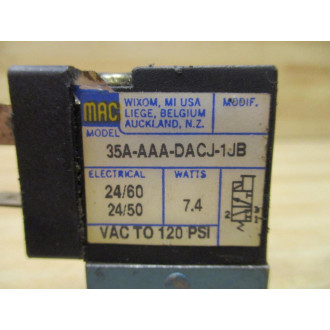 MAC
WIXOM, MI USA
LIEGE, BELGIUM
AUCKLAND, N.Z.
MODIF.
MODEL
35A-AAA-DACJ-1JB
ELECTRICAL WATTS
24/60
24/50
7.4
VAC TO 120 PSI